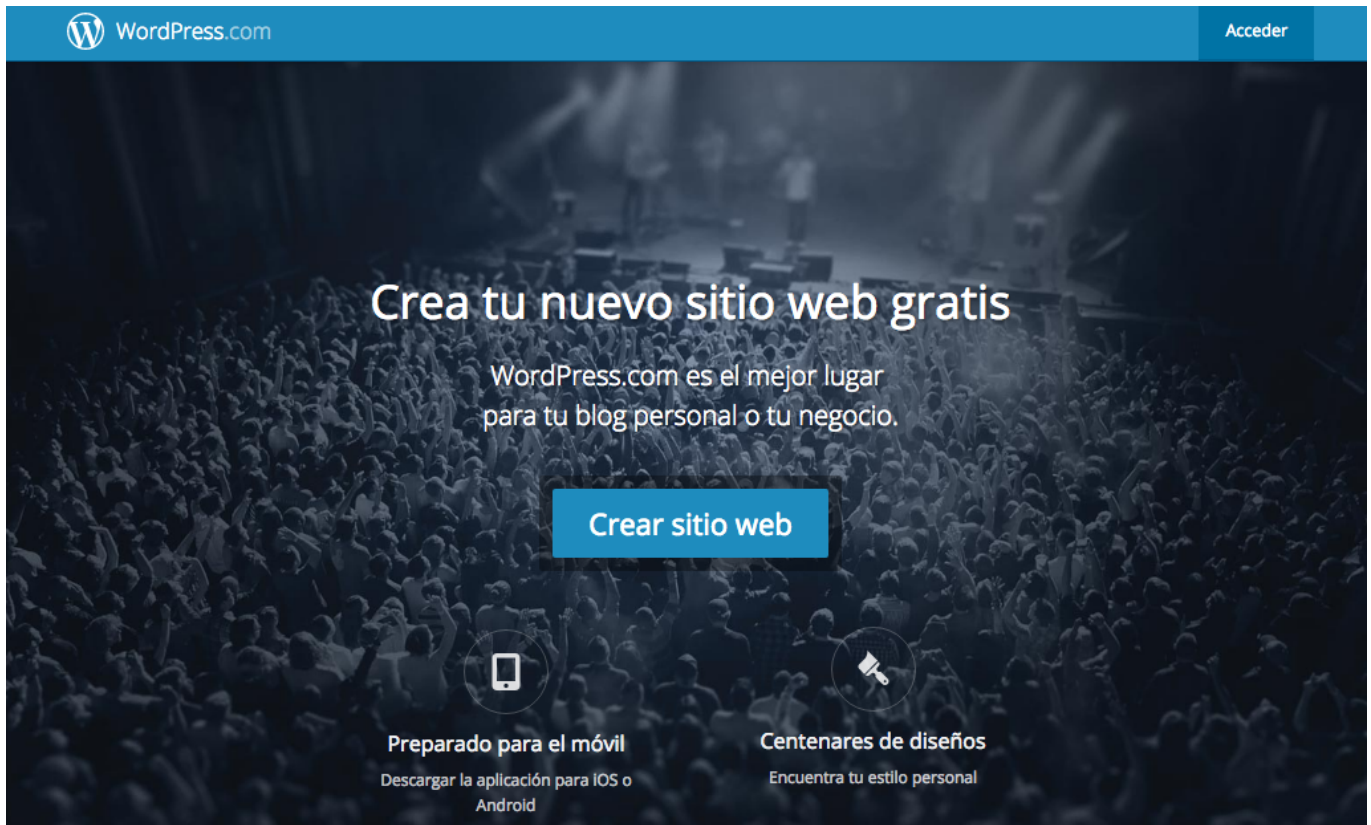 WordPress.com
Acceder
Crea tu nuevo sitio web gratis
WordPress.com es el mejor lugar
para tu blog personal o tu negocio.
Crear sitio web
Preparado para el móvil
Descargar la aplicación para iOS o
Android
Centenares de diseños
Encuentra tu estilo personal